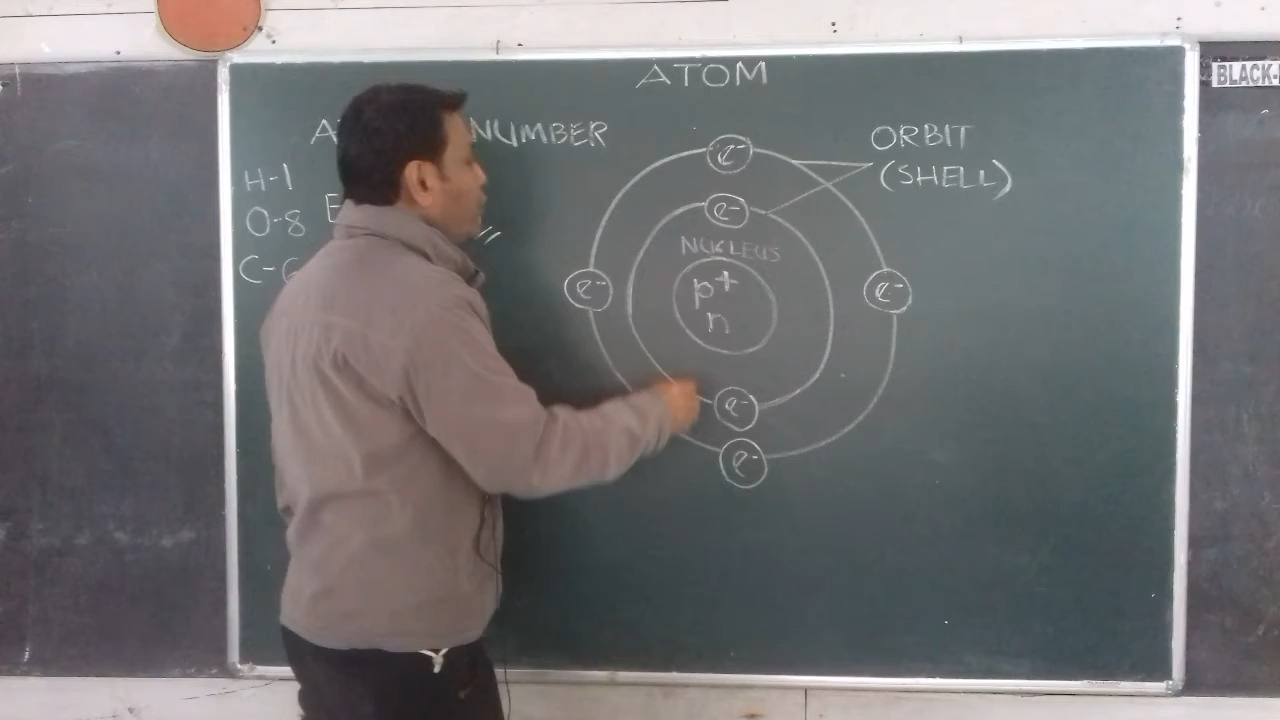 ATOM
NUMBER
H-1
O-8
ORBIT
(SHELL)
e-
e-
NUCLEUS
e-
p+
n
e-
e-
e-
BLACK-